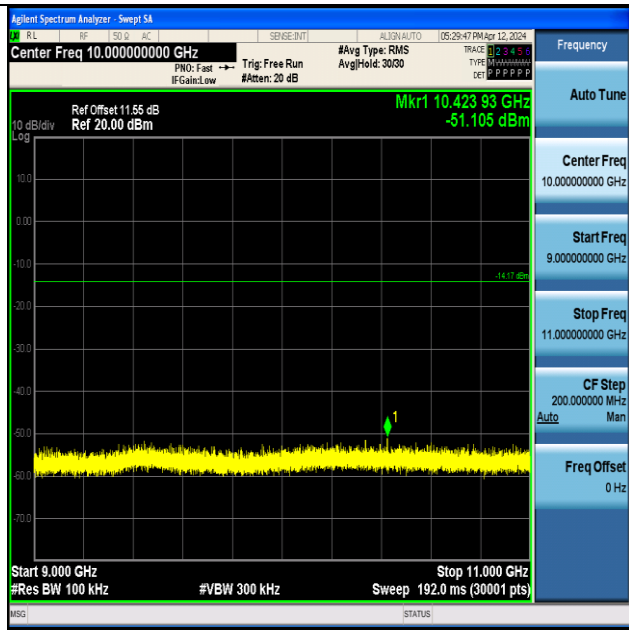 Agilent Spectrum Analyzer - Swept SA
RL RF 50 Ω AC SENSE:INT ALIGN AUTO 05:29:47 PM Apr 12, 2024
Center Freq 10.000000000 GHz
PNO: Fast
IFGain:Low
Trig: Free Run
#Atten: 20 dB
#Avg Type: RMS
Avg|Hold: 30/30
TRACE 1 2 3 4 5 6
TYPE M
DET P P P P P P
Frequency
Auto Tune
Center Freq
10.000000000 GHz
Start Freq
9.000000000 GHz
Stop Freq
11.000000000 GHz
CF Step
200.000000 MHz
Auto Man
Freq Offset
0 Hz
Mkr1 10.423 93 GHz
-51.105 dBm
Ref Offset 11.55 dB
10 dB/div Ref 20.00 dBm
Log
10.0
0.00
-10.0
-14.17 dBm
-20.0
-30.0
-40.0
1
-50.0
-60.0
-70.0
Start 9.000 GHz Stop 11.000 GHz
#Res BW 100 kHz #VBW 300 kHz Sweep 192.0 ms (30001 pts)
MSG STATUS